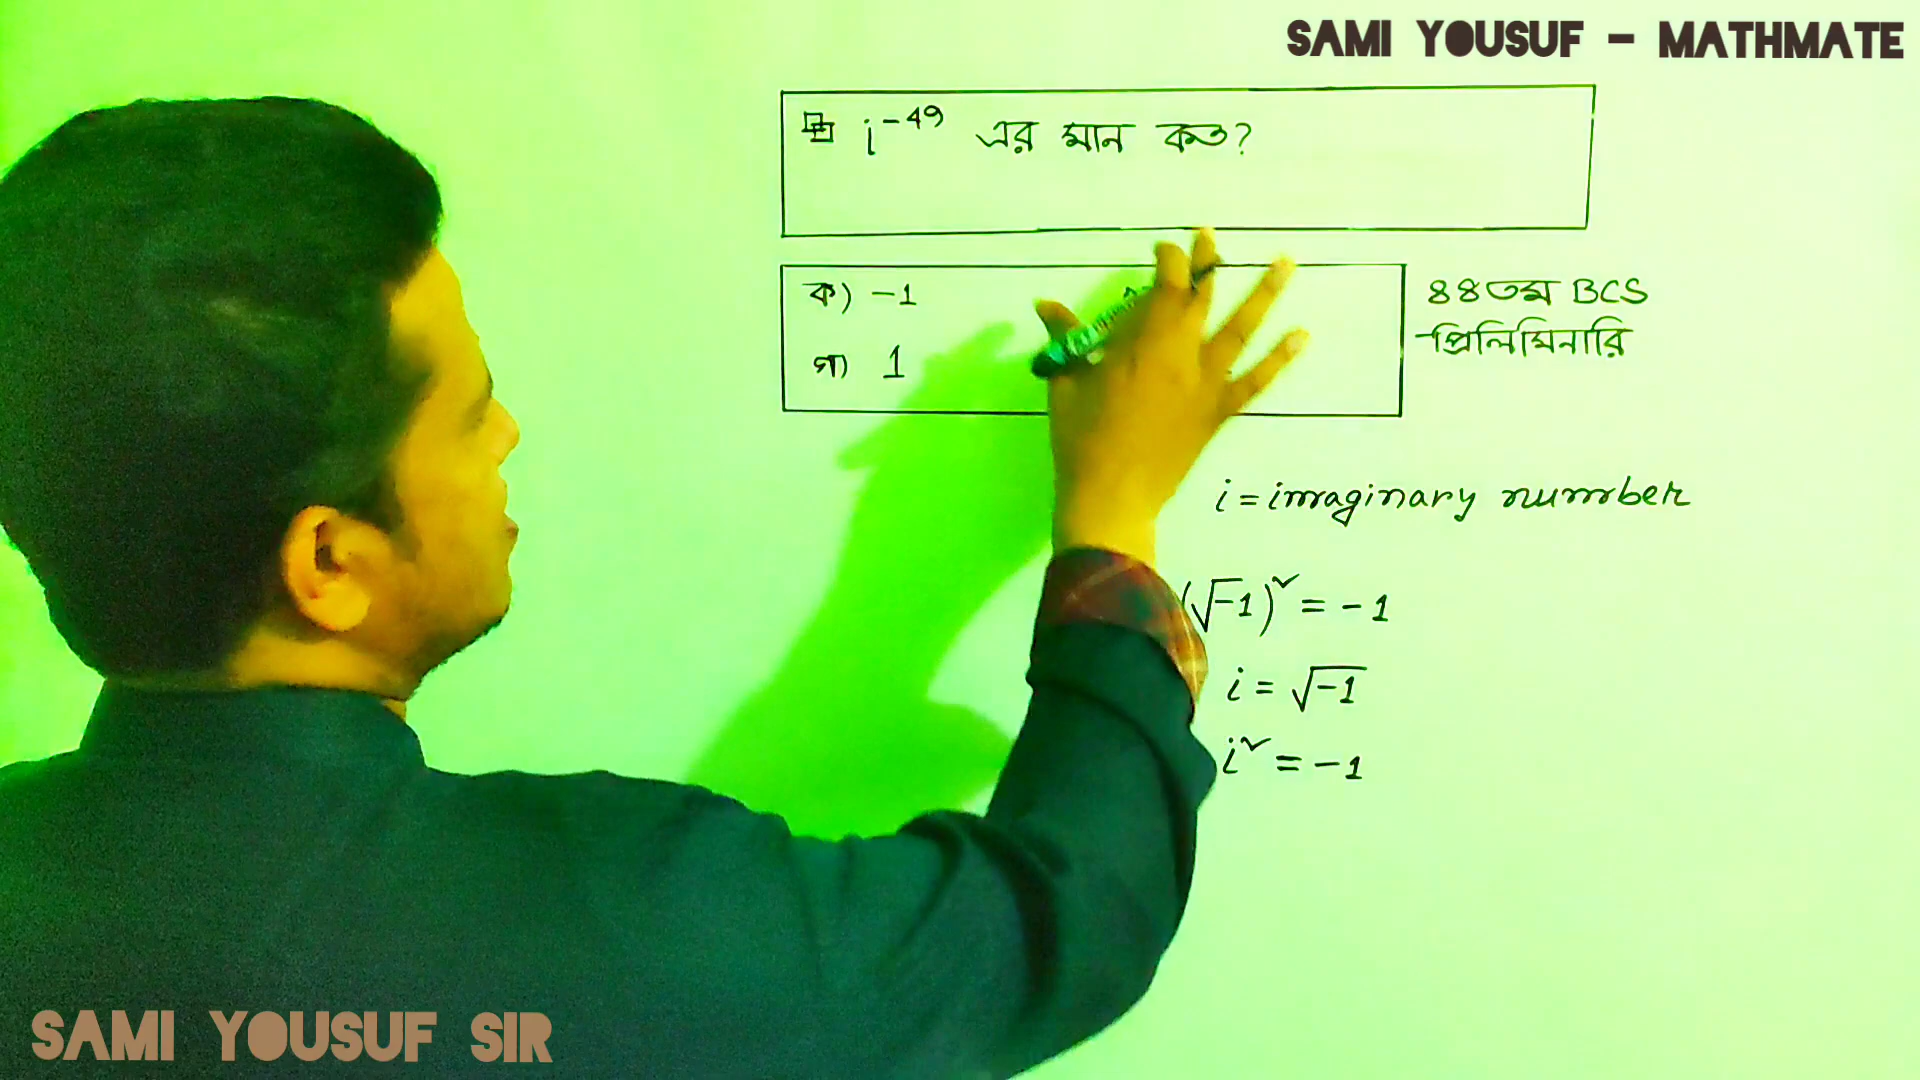 SAMI YOUSUF - MATHMATE
i⁻⁴⁹ এর মান কত?
ক) -1
গ) 1
৪৪তম BCS
প্রিলিমিনারি
i = imaginary number
(√-1)² = -1
i = √-1
i² = -1
SAMI YOUSUF SIR